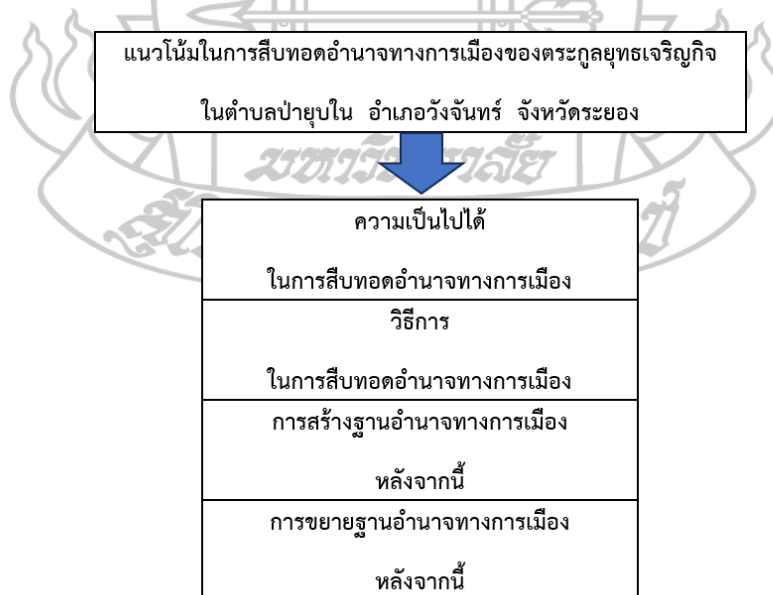 แนวโน้มในการสืบทอดอำนาจทางการเมืองของตระกูลยุทธเจริญกิจ
ในตำบลป่ายุบใน อำเภอวังจันทร์ จังหวัดระยอง
ความเป็นไปได้
ในการสืบทอดอำนาจทางการเมือง
วิธีการ
ในการสืบทอดอำนาจทางการเมือง
การสร้างฐานอำนาจทางการเมือง
หลังจากนี้
การขยายฐานอำนาจทางการเมือง
หลังจากนี้